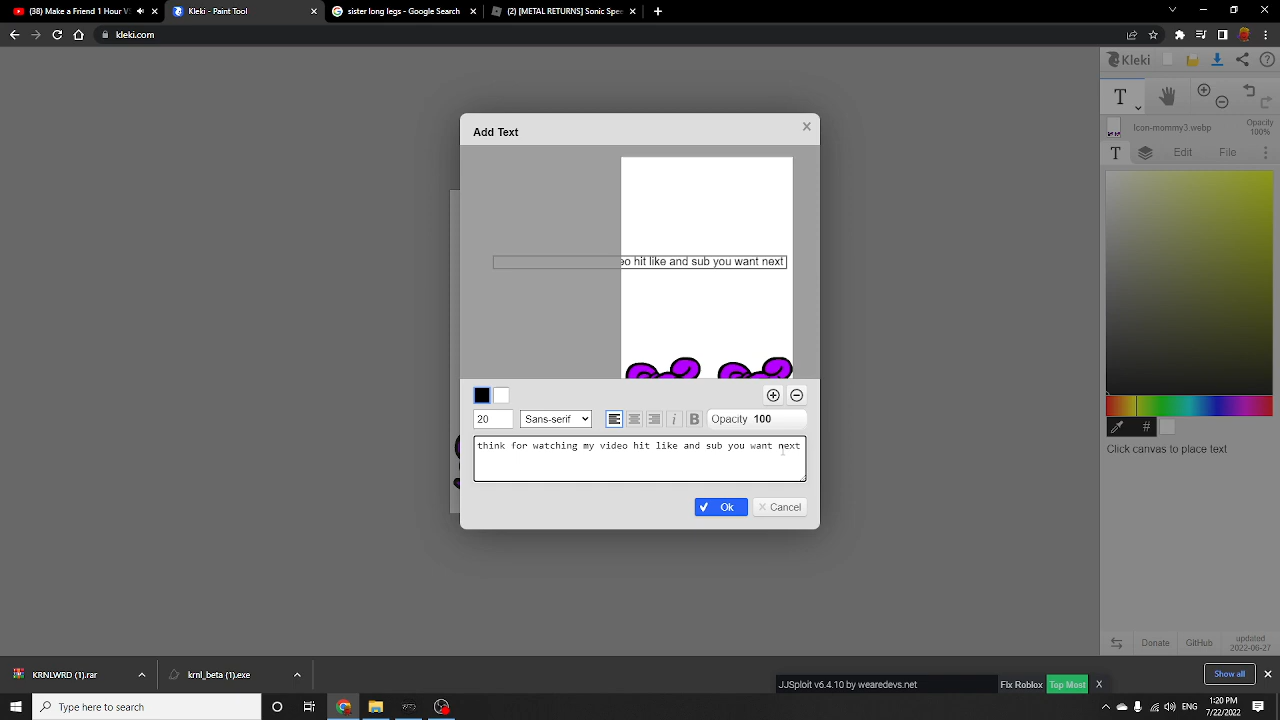 (38) Make a Friend 1 Hour V
Kleki - Paint Tool
sister long legs - Google Search
(2) [METAL RETURNS] Sonic Spe
kleki.com
Kleki
Add Text
T
Icon-mommy3.webp
Opacity
100%
T
Edit
File
eo hit like and sub you want next
20
Sans-serif
i
B
Opacity 100
#
think for watching my video hit like and sub you want next
Click canvas to place text
Ok
Cancel
Donate
GitHub
updated
2022-06-27
KRNLWRD (1).rar
krnl_beta (1).exe
Show all
JJSploit v6.4.10 by wearedevs.net
Fix Roblox
Top Most
X
Type here to search
1:20 PM
7/22/2022